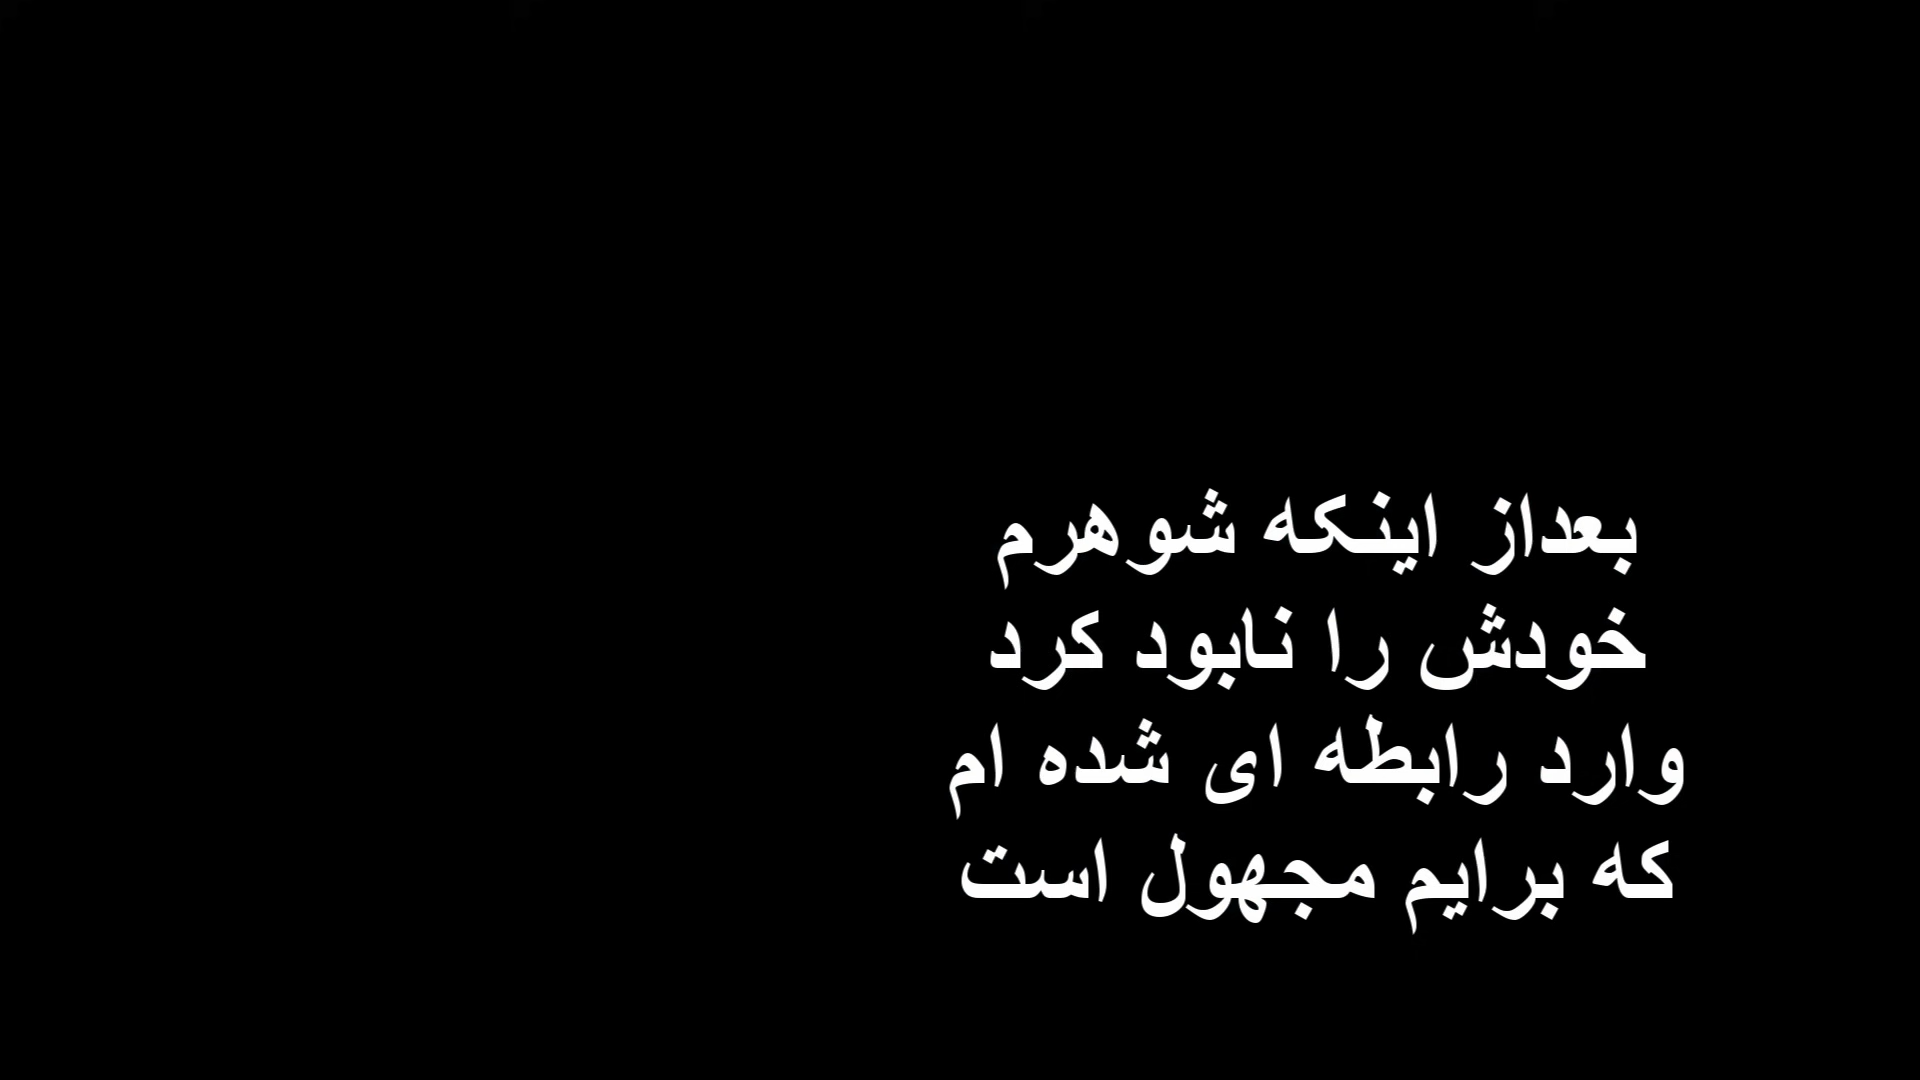 بعداز اینکه شوهرم
خودش را نابود کرد
وارد رابطه ای شده ام
که برایم مجهول است